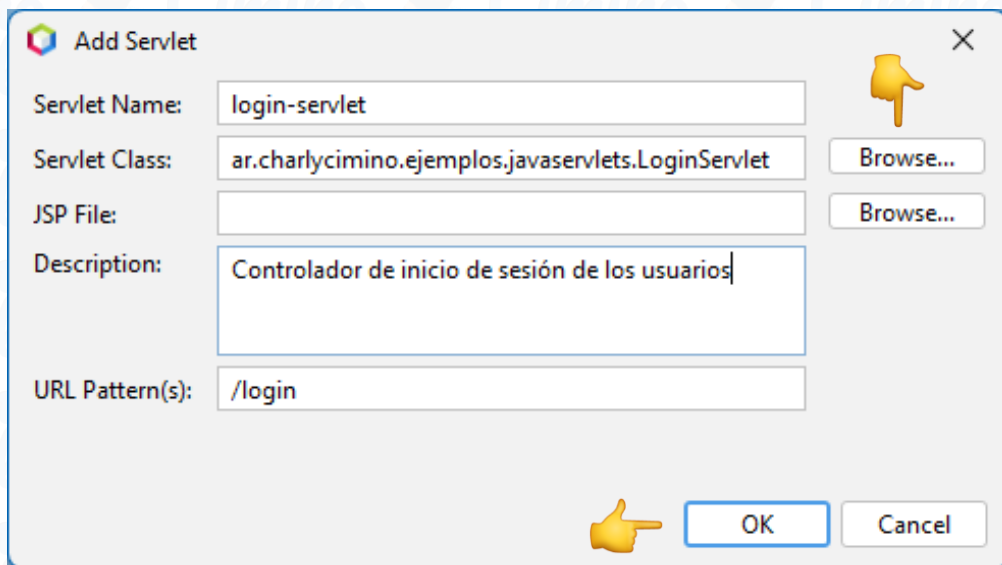 Add Servlet
Servlet Name: login-servlet
Servlet Class: ar.charlycimino.ejemplos.javaservlets.LoginServlet Browse...
JSP File: Browse...
Description: Controlador de inicio de sesión de los usuarios
URL Pattern(s): /login
OK Cancel